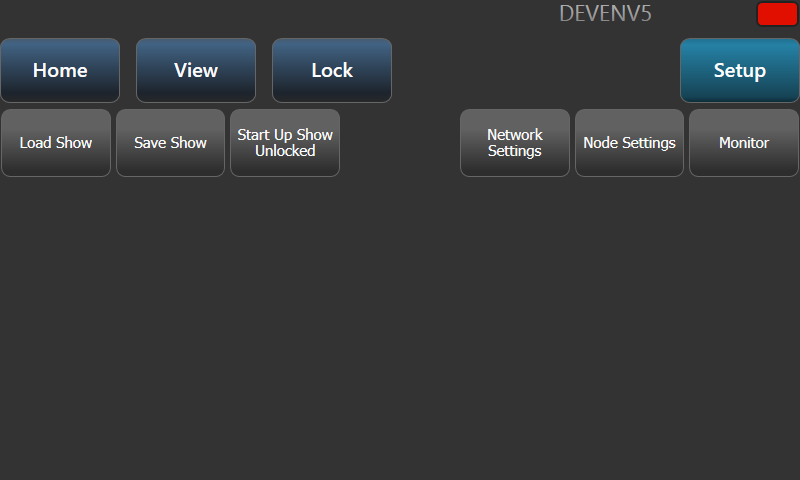 DEVENV5
Home
View
Lock
Setup
Load Show
Save Show
Start Up Show
Unlocked
Network
Settings
Node Settings
Monitor